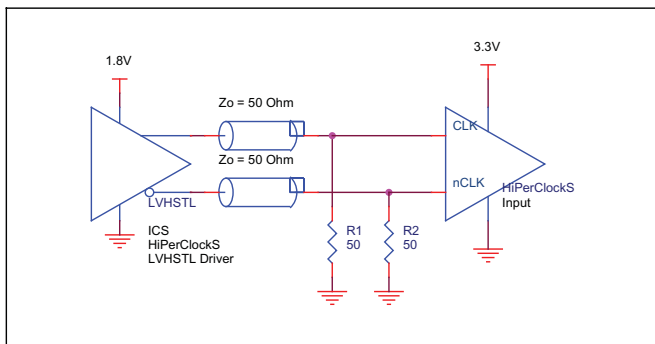 1.8V
3.3V
Zo = 50 Ohm
CLK
Zo = 50 Ohm
nCLK
HiPerClockS
Input
LVHSTL
ICS
HiPerClockS
LVHSTL Driver
R1
50
R2
50